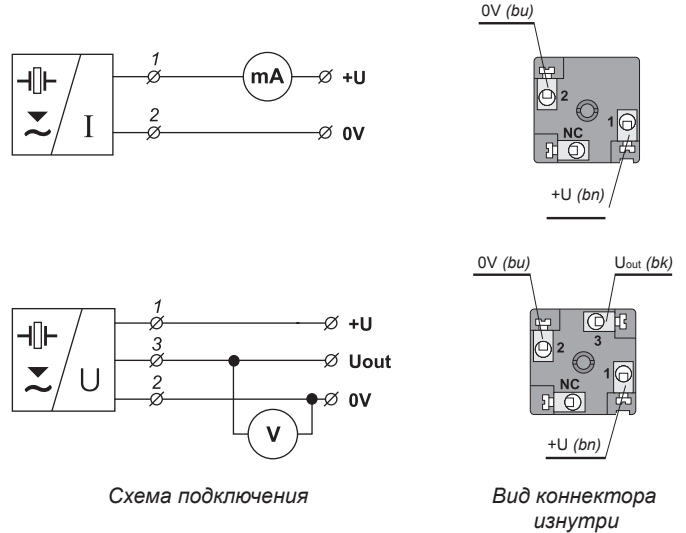 0V (bu)
1
mA
+U
2
I
0V
2
1
NC
+U (bn)
0V (bu)
Uout (bk)
1
+U
3
Uout
2
U
0V
V
3
2
1
NC
+U (bn)
Схема подключения
Вид коннектора
изнутри